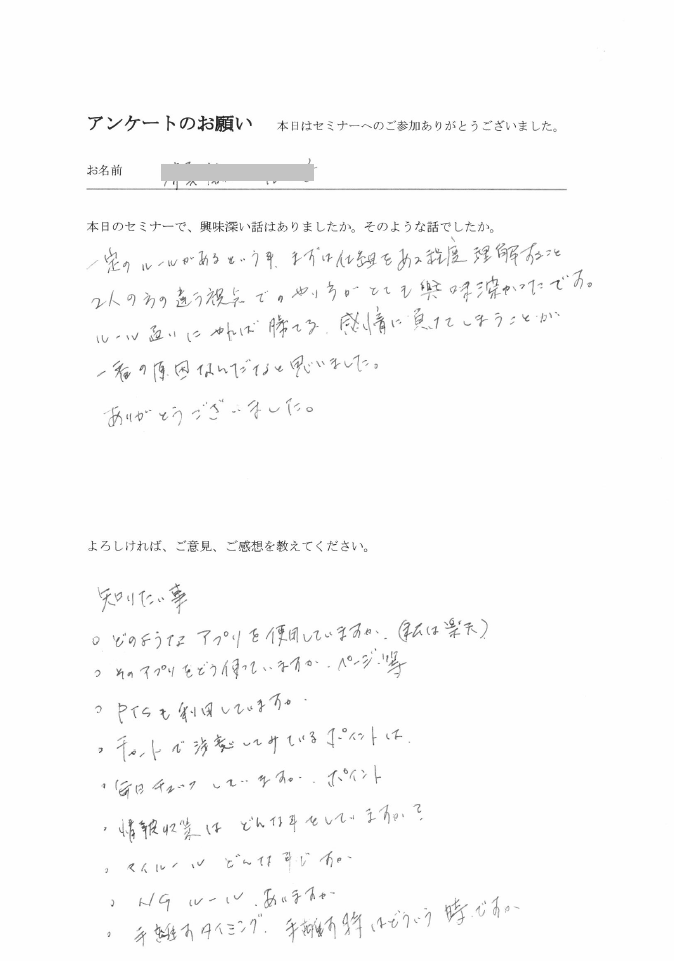 アンケートのお願い 本日はセミナーへのご参加ありがとうございました。
お名前
本日のセミナーで、興味深い話はありましたか。そのような話でしたか。
一定のルールがあるという事、まずは仕組をある程度理解すること
2人の方の違う視点でのやり方がとても興味深かったです。
ルール通りにやれば勝てる、感情に負けてしまうことが
一番の原因なんだなと思いました。
ありがとうございました。
よろしければ、ご意見、ご感想を教えてください。
知りたい事
○ どのようなアプリを使用していますか、(私は楽天)
○ そのアプリをどう使っていますか、ページ等
○ PTSも利用していますか
○ チャートで注意してみているポイントは、
○ 毎日チェックしていますか、ポイント
○ 情報収集はどんな事をしていますか?
○ マイルールどんな事ですか
○ NGルール、ありますか
○ 手離すタイミング、手離す時はどういう時ですか